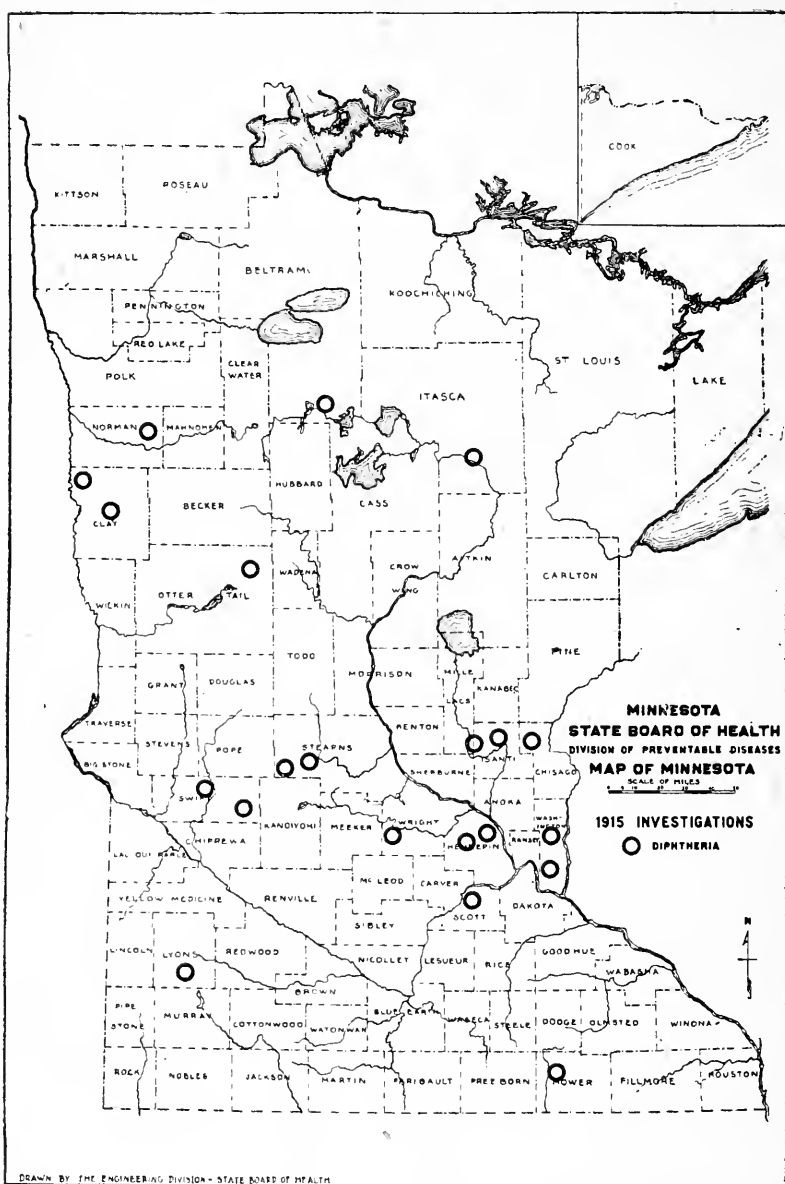 COOK
KITTSON
ROSEAU
MARSHALL
BELTRAMI
KOOCHICHING
PENNINGTON
RED LAKE
CLEAR
WATER
ST. LOUIS
LAKE
POLK
ITASCA
NORMAN
MAHNOMEN
HUBBARD
CASS
BECKER
CLAY
AITKIN
CROW
WING
CARLTON
WADENA
OTTER TAIL
WILKIN
TODD
PINE
MORRISON
MILLE
LACS
KANABEC
GRANT
DOUGLAS
TRAVERSE
STEVENS
POPE
STEARNS
BENTON
ISANTI
SHERBURNE
CHISAGO
BIG STONE
MINNESOTA
STATE BOARD OF HEALTH
DIVISION OF PREVENTABLE DISEASES
MAP OF MINNESOTA
SCALE OF MILES
1915 INVESTIGATIONS
DIPHTHERIA
SWIFT
ANOKA
KANDIYOHI
MEEKER
WRIGHT
HENNEPIN
RAMSEY
CHIPPEWA
LAC QUI PARLE
McLEOD
CARVER
YELLOW MEDICINE
RENVILLE
SCOTT
DAKOTA
SIBLEY
LINCOLN
LYONS
REDWOOD
NICOLLET
LESUEUR
RICE
GOODHUE
WABASHA
N
BROWN
PIPE
STONE
MURRAY
COTTONWOOD
WATONWAN
BLUE EARTH
WASECA
STEELE
DODGE
OLMSTED
WINONA
ROCK
NOBLES
JACKSON
MARTIN
FARIBAULT
FREEBORN
MOWER
FILLMORE
HOUSTON
DRAWN BY THE ENGINEERING DIVISION - STATE BOARD OF HEALTH